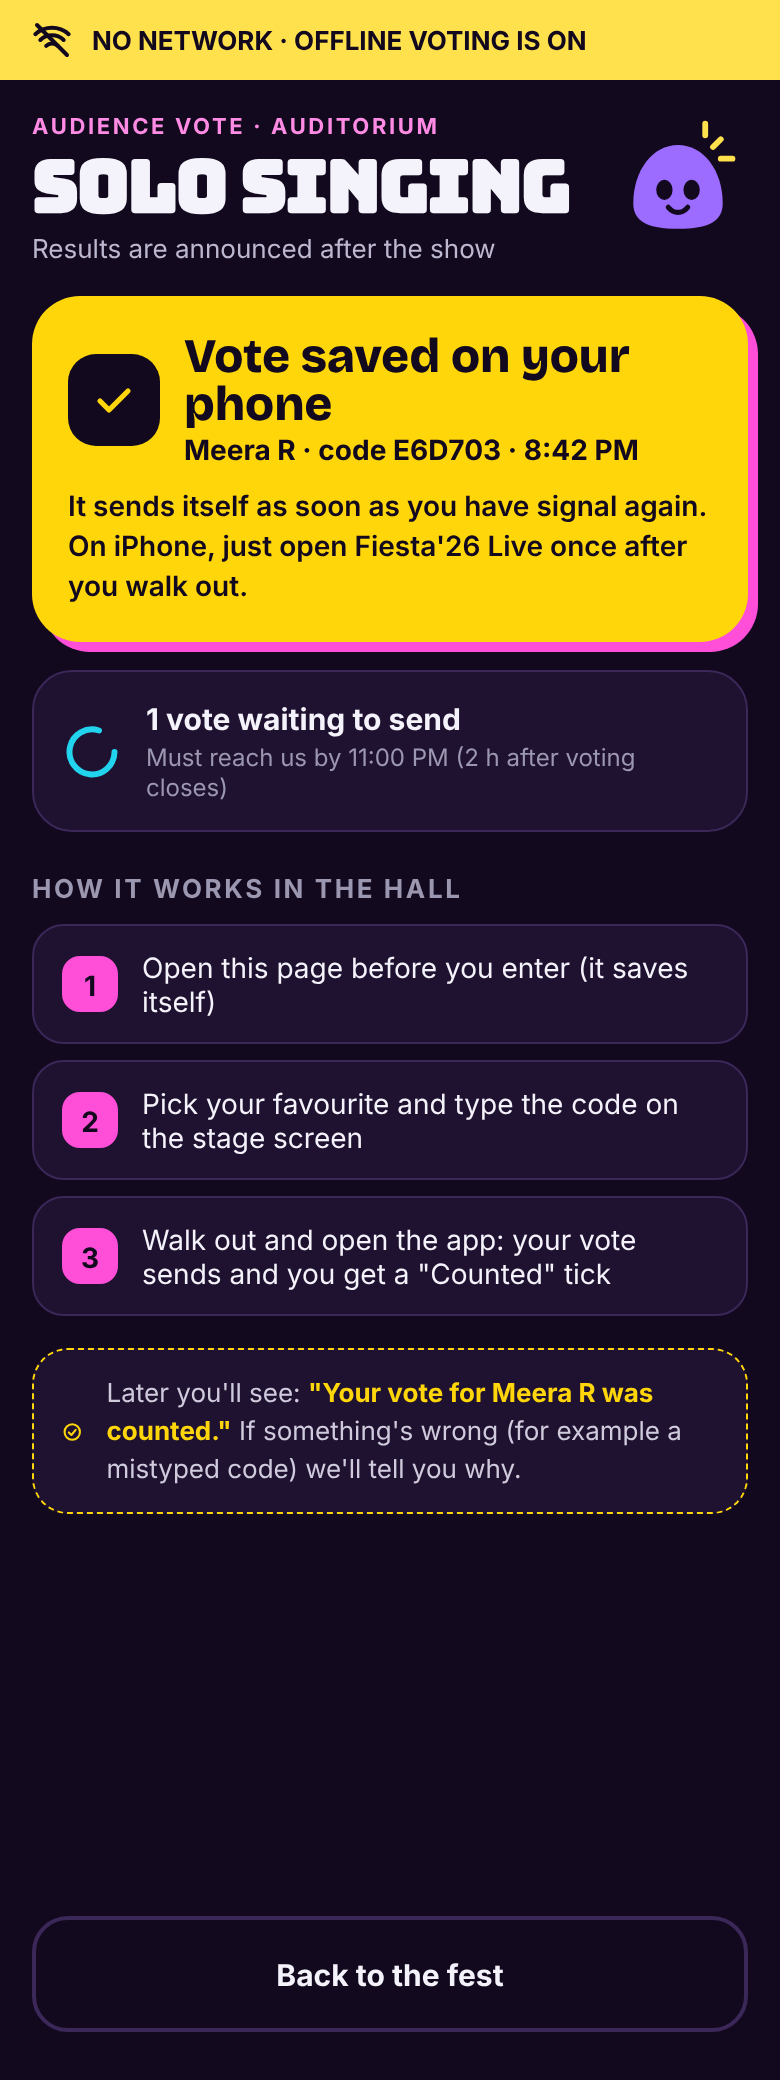 NO NETWORK · OFFLINE VOTING IS ON
AUDIENCE VOTE · AUDITORIUM
SOLO SINGING
Results are announced after the show
Vote saved on your
phone
Meera R · code E6D703 · 8:42 PM
It sends itself as soon as you have signal again.
On iPhone, just open Fiesta'26 Live once after
you walk out.
1 vote waiting to send
Must reach us by 11:00 PM (2 h after voting
closes)
HOW IT WORKS IN THE HALL
1
Open this page before you enter (it saves
itself)
2
Pick your favourite and type the code on
the stage screen
3
Walk out and open the app: your vote
sends and you get a "Counted" tick
Later you'll see: "Your vote for Meera R was
counted." If something's wrong (for example a
mistyped code) we'll tell you why.
Back to the fest